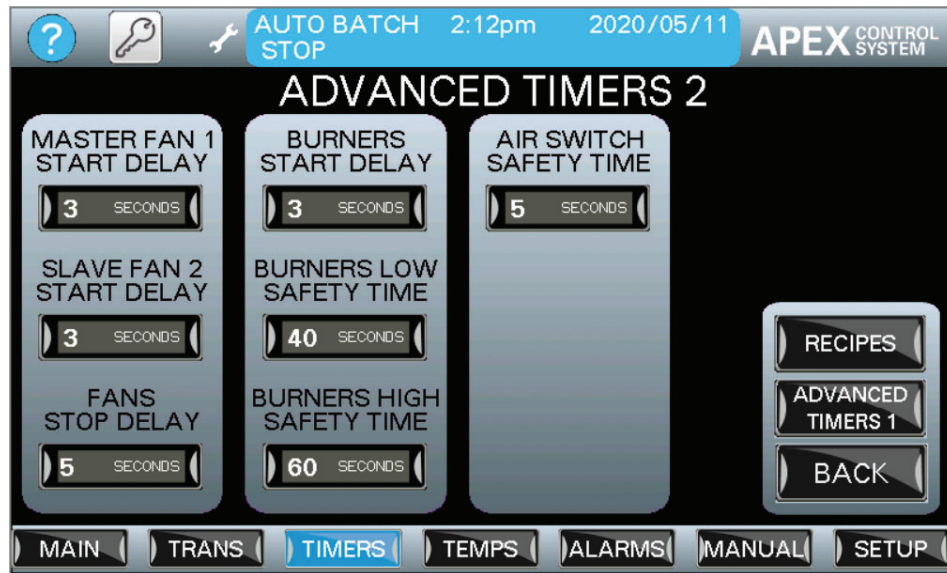 ?
AUTO BATCH 2:12pm 2020/05/11
STOP
APEX CONTROL SYSTEM
ADVANCED TIMERS 2
MASTER FAN 1
START DELAY
3 SECONDS
SLAVE FAN 2
START DELAY
3 SECONDS
FANS
STOP DELAY
5 SECONDS
BURNERS
START DELAY
3 SECONDS
BURNERS LOW
SAFETY TIME
40 SECONDS
BURNERS HIGH
SAFETY TIME
60 SECONDS
AIR SWITCH
SAFETY TIME
5 SECONDS
RECIPES
ADVANCED
TIMERS 1
BACK
MAIN TRANS TIMERS TEMPS ALARMS MANUAL SETUP